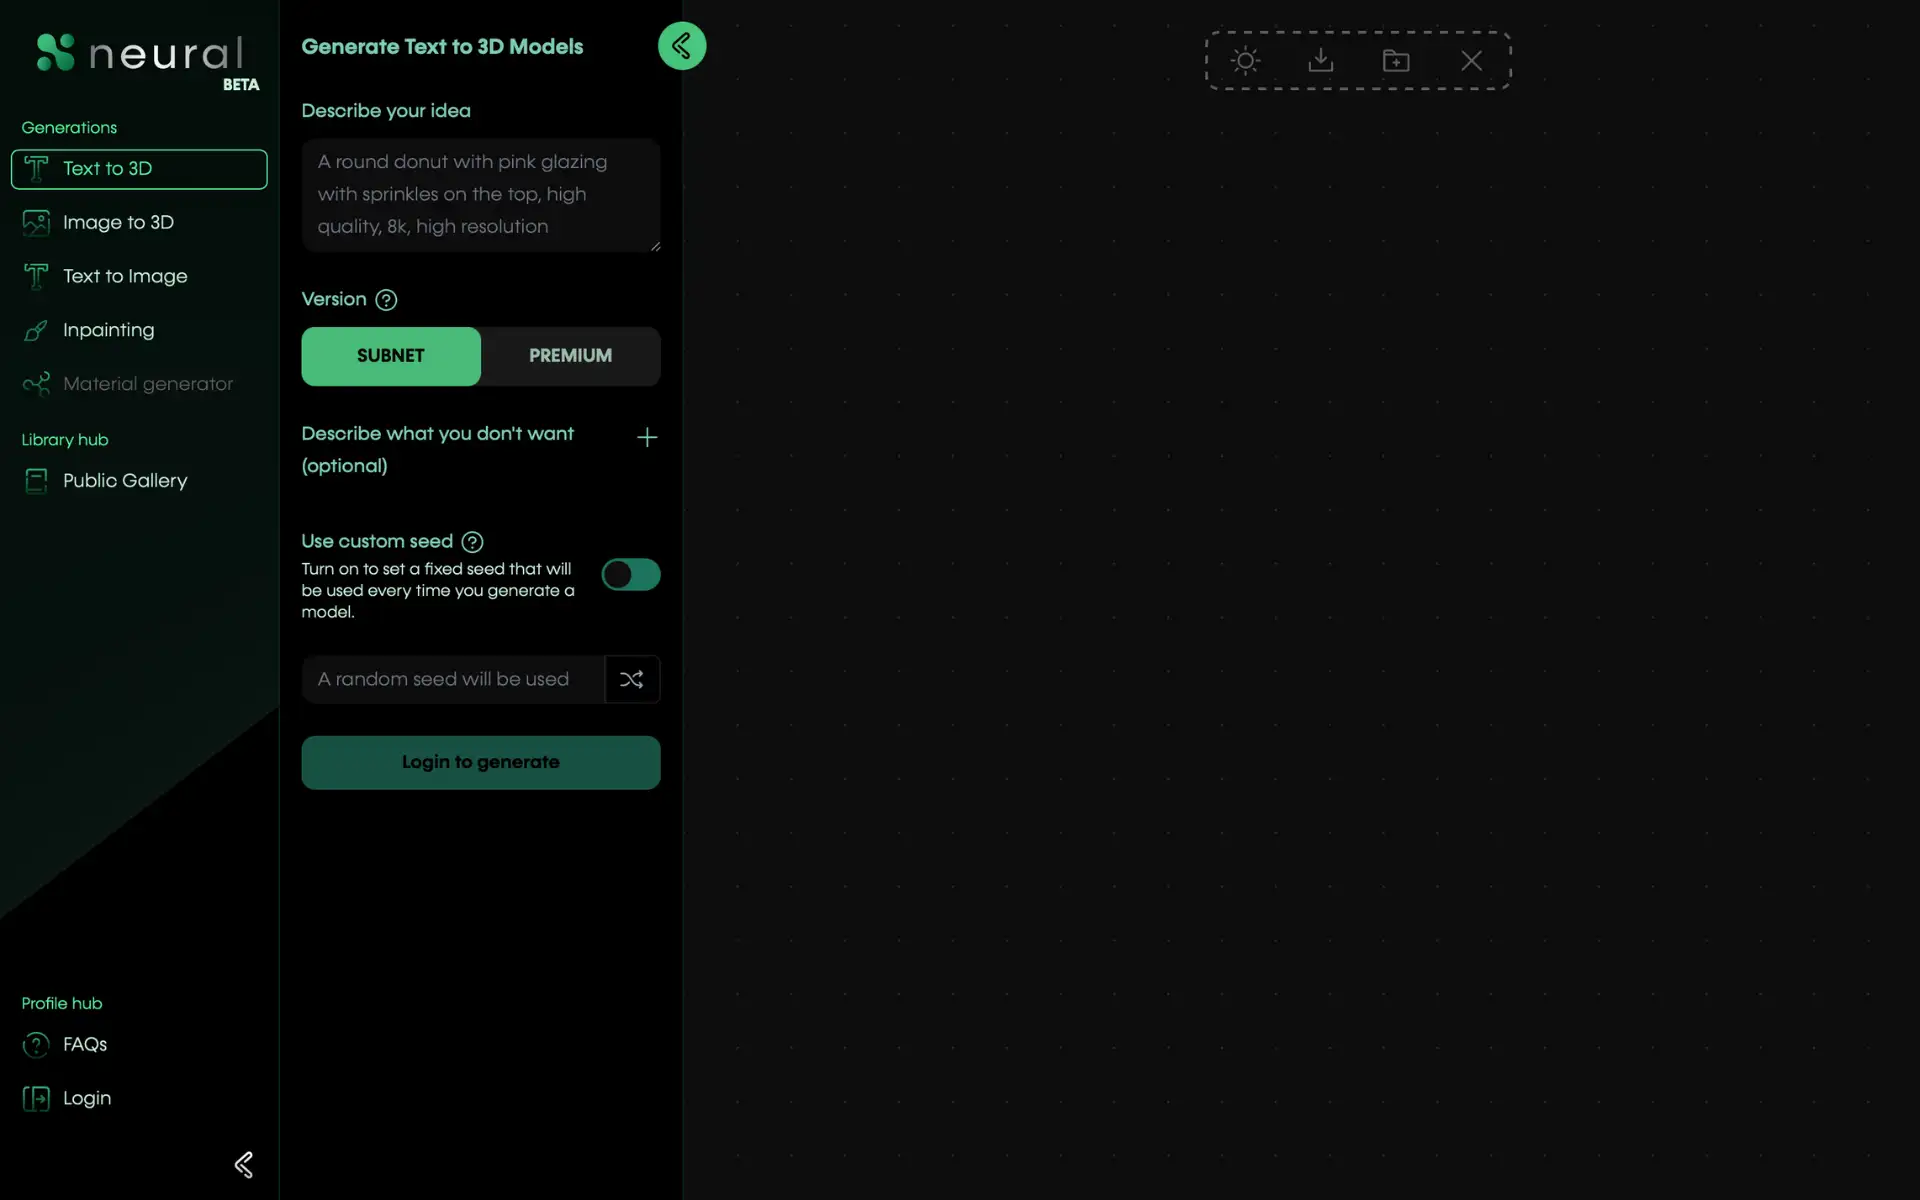 neural
BETA
Generations
Text to 3D
Image to 3D
Text to Image
Inpainting
Material generator
Library hub
Public Gallery
Profile hub
FAQs
Login
Generate Text to 3D Models
Describe your idea
A round donut with pink glazing
with sprinkles on the top, high
quality, 8k, high resolution
Version
SUBNET
PREMIUM
Describe what you don't want
(optional)
Use custom seed
Turn on to set a fixed seed that will
be used every time you generate a
model.
A random seed will be used
Login to generate